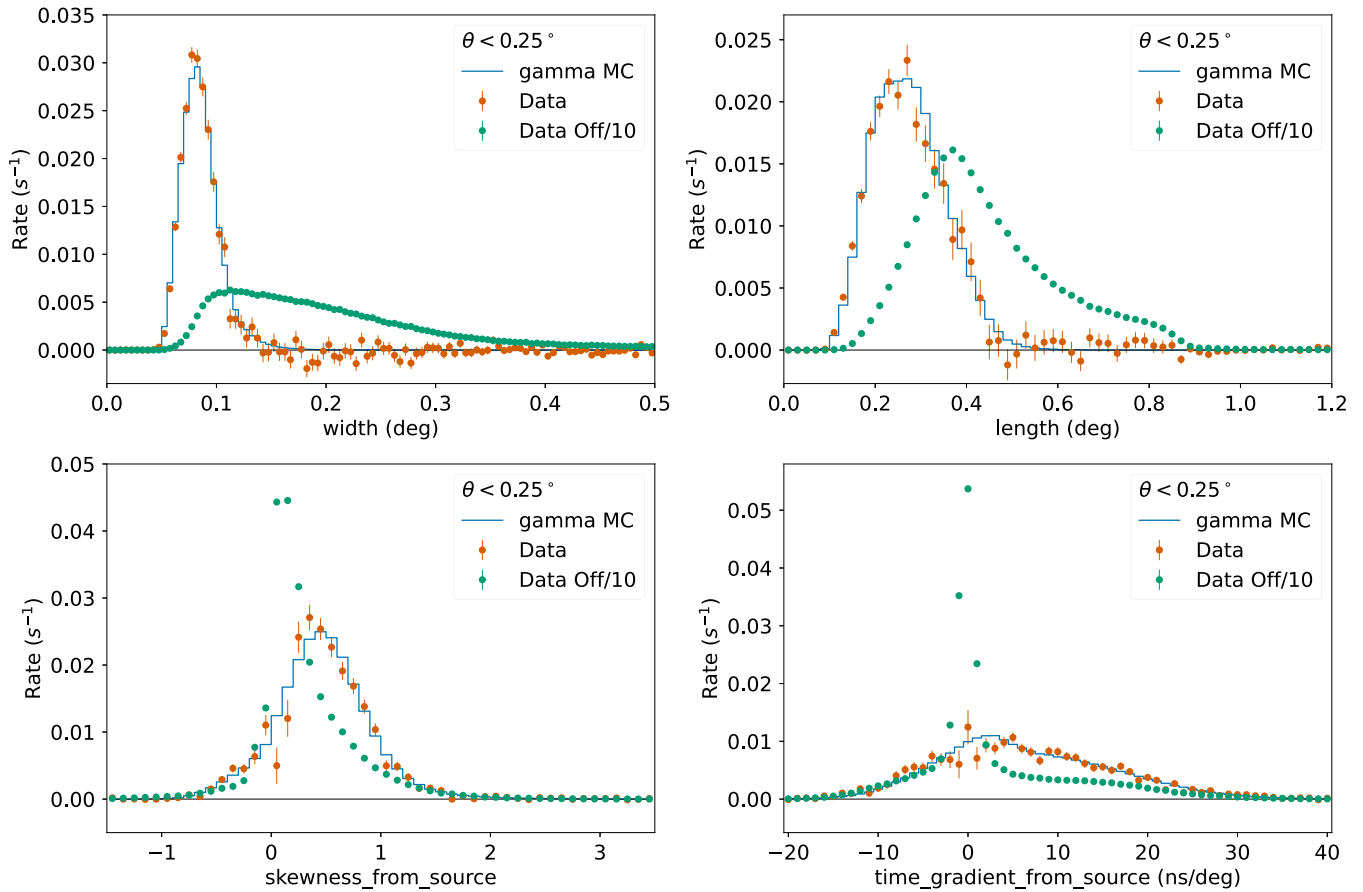 0.035
0.030
0.025
0.020
0.015
0.010
0.005
0.000
Rate (s⁻¹)
θ < 0.25°
gamma MC
Data
Data Off/10
0.0 0.1 0.2 0.3 0.4 0.5
width (deg)
0.025
0.020
0.015
0.010
0.005
0.000
Rate (s⁻¹)
θ < 0.25°
gamma MC
Data
Data Off/10
0.0 0.2 0.4 0.6 0.8 1.0 1.2
length (deg)
0.05
0.04
0.03
0.02
0.01
0.00
Rate (s⁻¹)
θ < 0.25°
gamma MC
Data
Data Off/10
−1 0 1 2 3
skewness_from_source
0.05
0.04
0.03
0.02
0.01
0.00
Rate (s⁻¹)
θ < 0.25°
gamma MC
Data
Data Off/10
−20 −10 0 10 20 30 40
time_gradient_from_source (ns/deg)